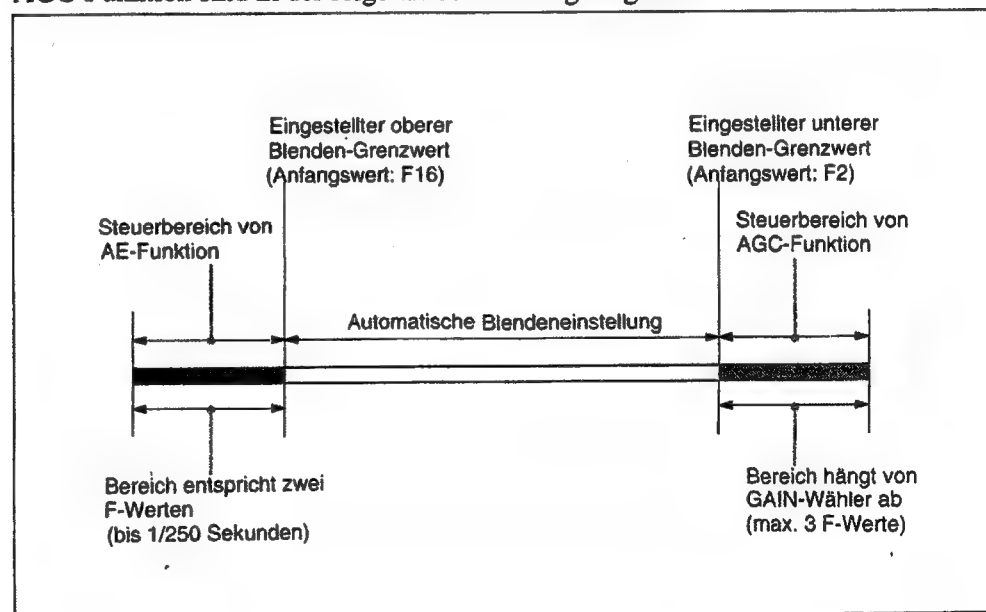 Eingestellter oberer
Blenden-Grenzwert
(Anfangswert: F16)
Eingestellter unterer
Blenden-Grenzwert
(Anfangswert: F2)
Steuerbereich von
AE-Funktion
Steuerbereich von
AGC-Funktion
Automatische Blendeneinstellung
Bereich entspricht zwei
F-Werten
(bis 1/250 Sekunden)
Bereich hängt von
GAIN-Wähler ab
(max. 3 F-Werte)